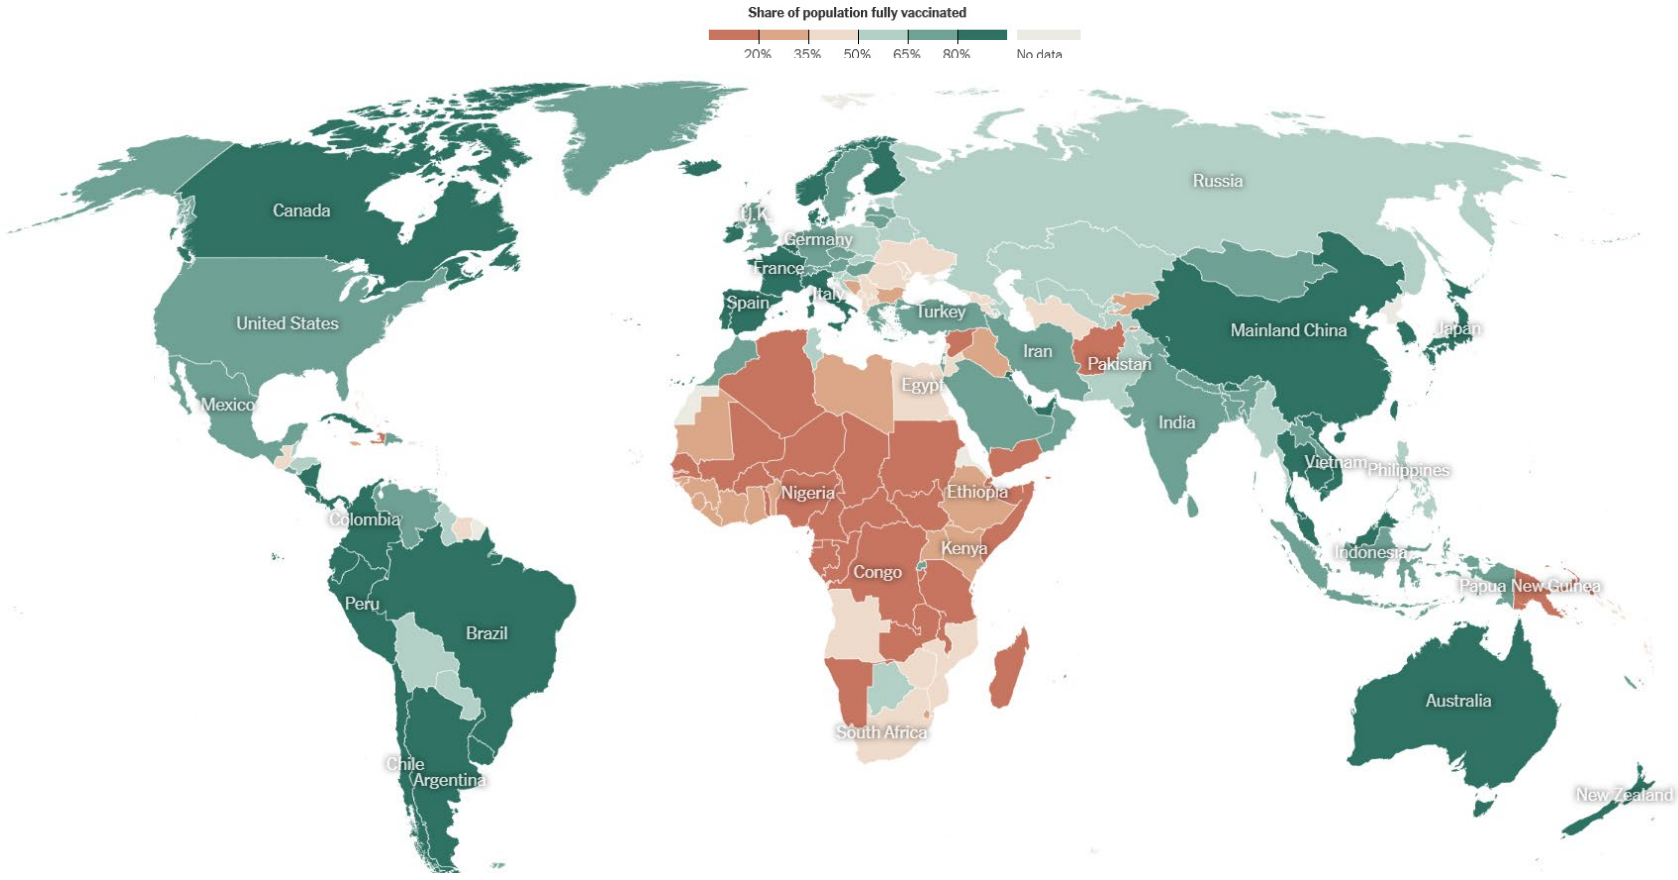 Share of population fully vaccinated
20% 35% 50% 65% 80% No data
Russia
Canada
U.K.
Germany
France
Italy
Spain
Turkey
United States
Mainland China
Japan
Iran
Pakistan
Egypt
Mexico
India
Vietnam
Philippines
Nigeria
Ethiopia
Colombia
Kenya
Indonesia
Congo
Papua New Guinea
Peru
Brazil
Australia
South Africa
Chile
Argentina
New Zealand